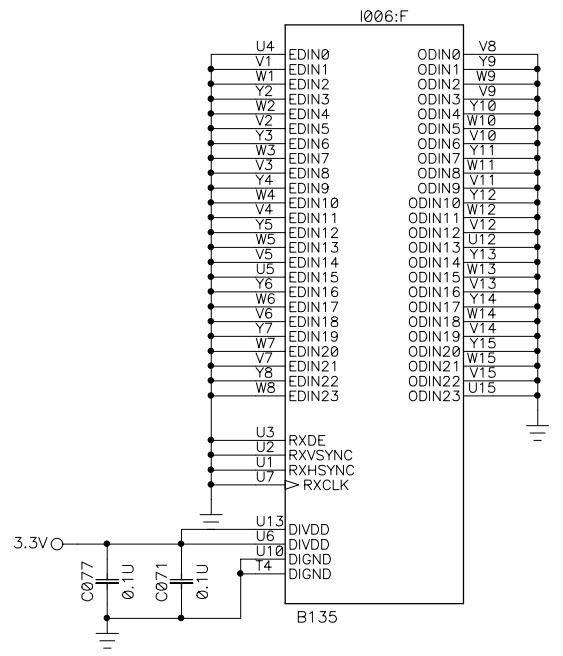 I006:F
U4 EDIN0 ODIN0 V8
V1 EDIN1 ODIN1 Y9
W1 EDIN2 ODIN2 W9
Y2 EDIN3 ODIN3 V9
W2 EDIN4 ODIN4 Y10
V2 EDIN5 ODIN5 W10
Y3 EDIN6 ODIN6 V10
W3 EDIN7 ODIN7 Y11
V3 EDIN8 ODIN8 W11
Y4 EDIN9 ODIN9 V11
W4 EDIN10 ODIN10 Y12
V4 EDIN11 ODIN11 W12
Y5 EDIN12 ODIN12 V12
W5 EDIN13 ODIN13 U12
V5 EDIN14 ODIN14 Y13
U5 EDIN15 ODIN15 W13
Y6 EDIN16 ODIN16 V13
W6 EDIN17 ODIN17 Y14
V6 EDIN18 ODIN18 W14
Y7 EDIN19 ODIN19 V14
W7 EDIN20 ODIN20 Y15
V7 EDIN21 ODIN21 W15
Y8 EDIN22 ODIN22 V15
W8 EDIN23 ODIN23 U15
U3 RXDE
U2 RXVSYNC
U1 RXHSYNC
U7 RXCLK
U13 DIVDD
3.3V U6 DIVDD
U10 DIGND
T4 DIGND
C077 0.1U C071 0.1U
B135